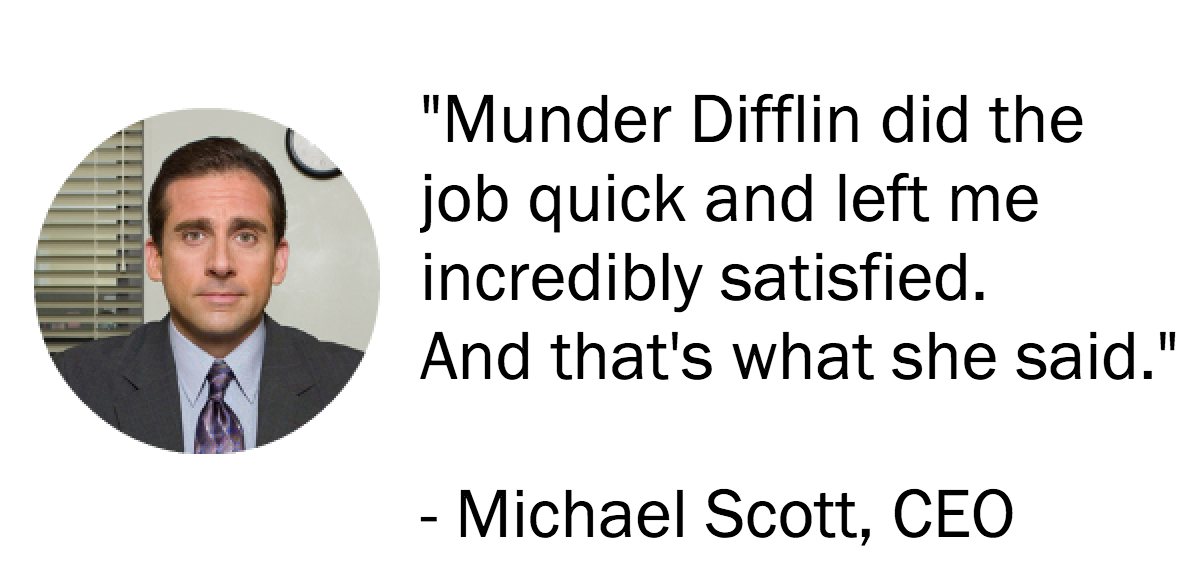 "Munder Difflin did the
job quick and left me
incredibly satisfied.
And that's what she said."
- Michael Scott, CEO